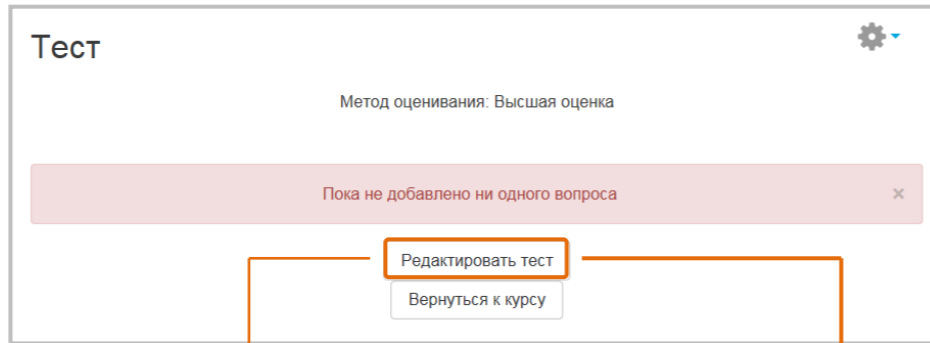 Тест
Метод оценивания: Высшая оценка
Пока не добавлено ни одного вопроса ×
Редактировать тест
Вернуться к курсу